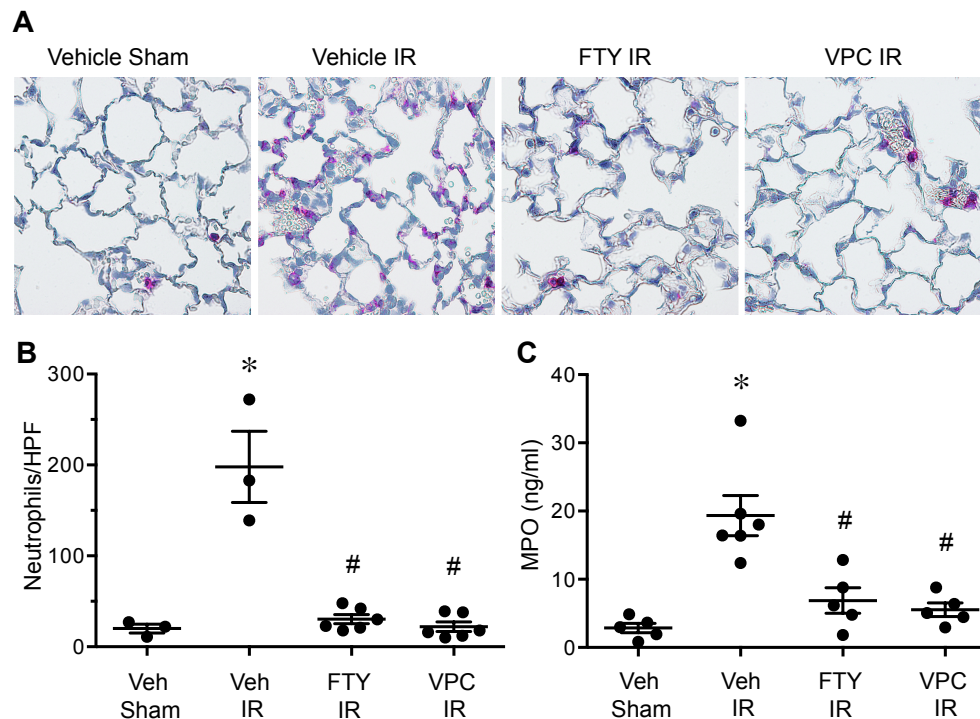 A
Vehicle Sham
Vehicle IR
FTY IR
VPC IR
B
Neutrophils/HPF
300
200
100
0
*
#
#
Veh Sham
Veh IR
FTY IR
VPC IR
C
MPO (ng/ml)
40
30
20
10
0
*
#
#
Veh Sham
Veh IR
FTY IR
VPC IR